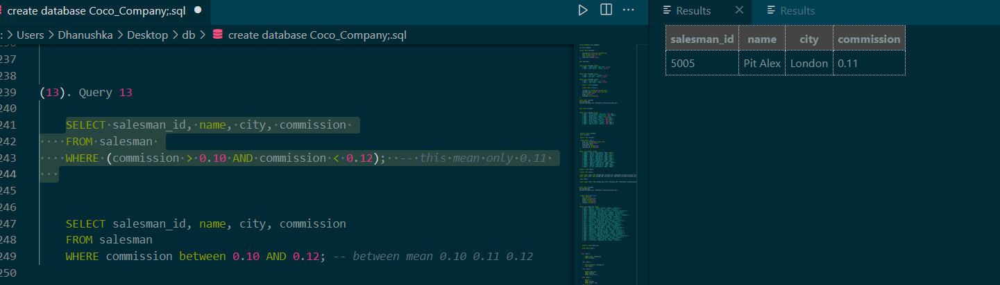 create database Coco_Company;.sql
Results
Results
: > Users > Dhanushka > Desktop > db > create database Coco_Company;.sql
237
238
239 (13). Query 13
240
241 SELECT salesman_id, name, city, commission
242 FROM salesman
243 WHERE (commission > 0.10 AND commission < 0.12); -- this mean only 0.11
244
245
246
247 SELECT salesman_id, name, city, commission
248 FROM salesman
249 WHERE commission between 0.10 AND 0.12; -- between mean 0.10 0.11 0.12
250
salesman_id name city commission
5005 Pit Alex London 0.11